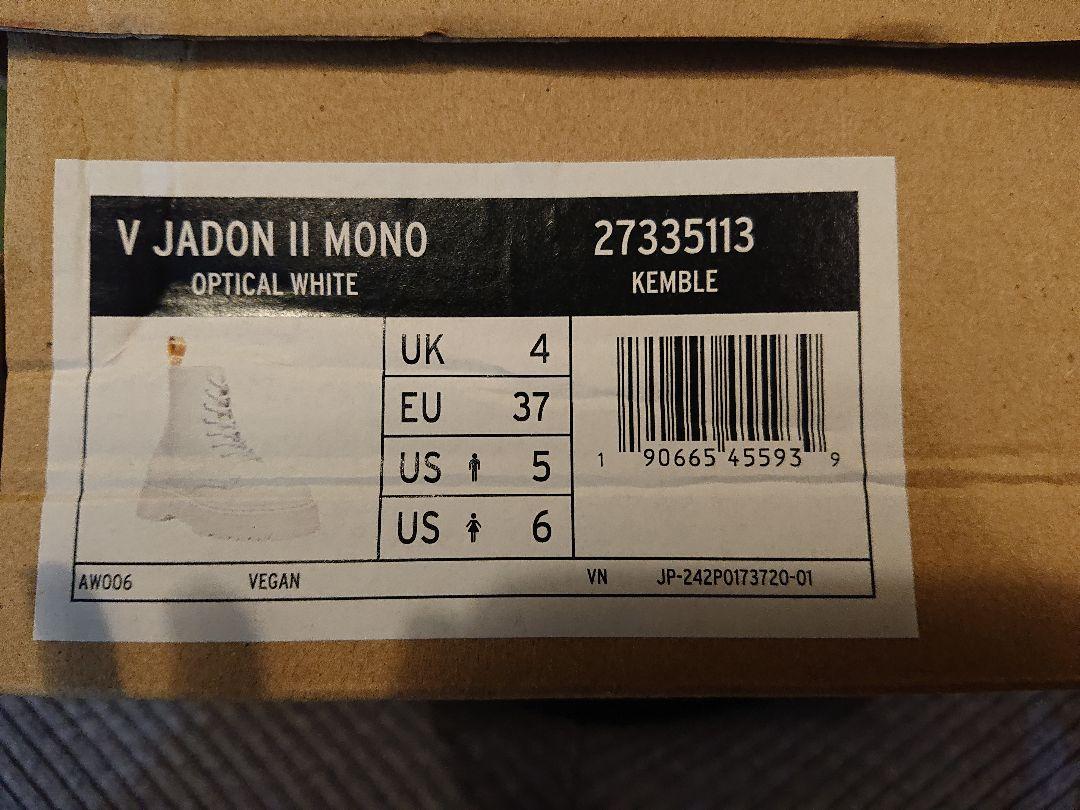 V JADON II MONO
27335113
OPTICAL WHITE
KEMBLE
UK 4
EU 37
US 5
US 6
1 90665 45593 9
AW006 VEGAN VN JP-242P0173720-01